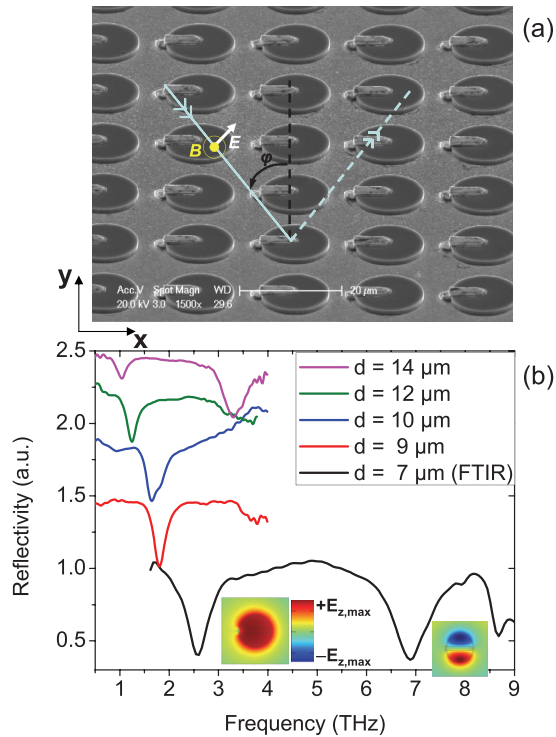 (a)
B
E
φ
y
x
Acc.V Spot Magn WD
20.0 kV 3.0 1500x 29.6
20 µm
(b)
2.5
2.0
1.5
1.0
0.5
Reflectivity (a.u.)
d = 14 µm
d = 12 µm
d = 10 µm
d = 9 µm
d = 7 µm (FTIR)
+Ez,max
–Ez,max
1 2 3 4 5 6 7 8 9
Frequency (THz)